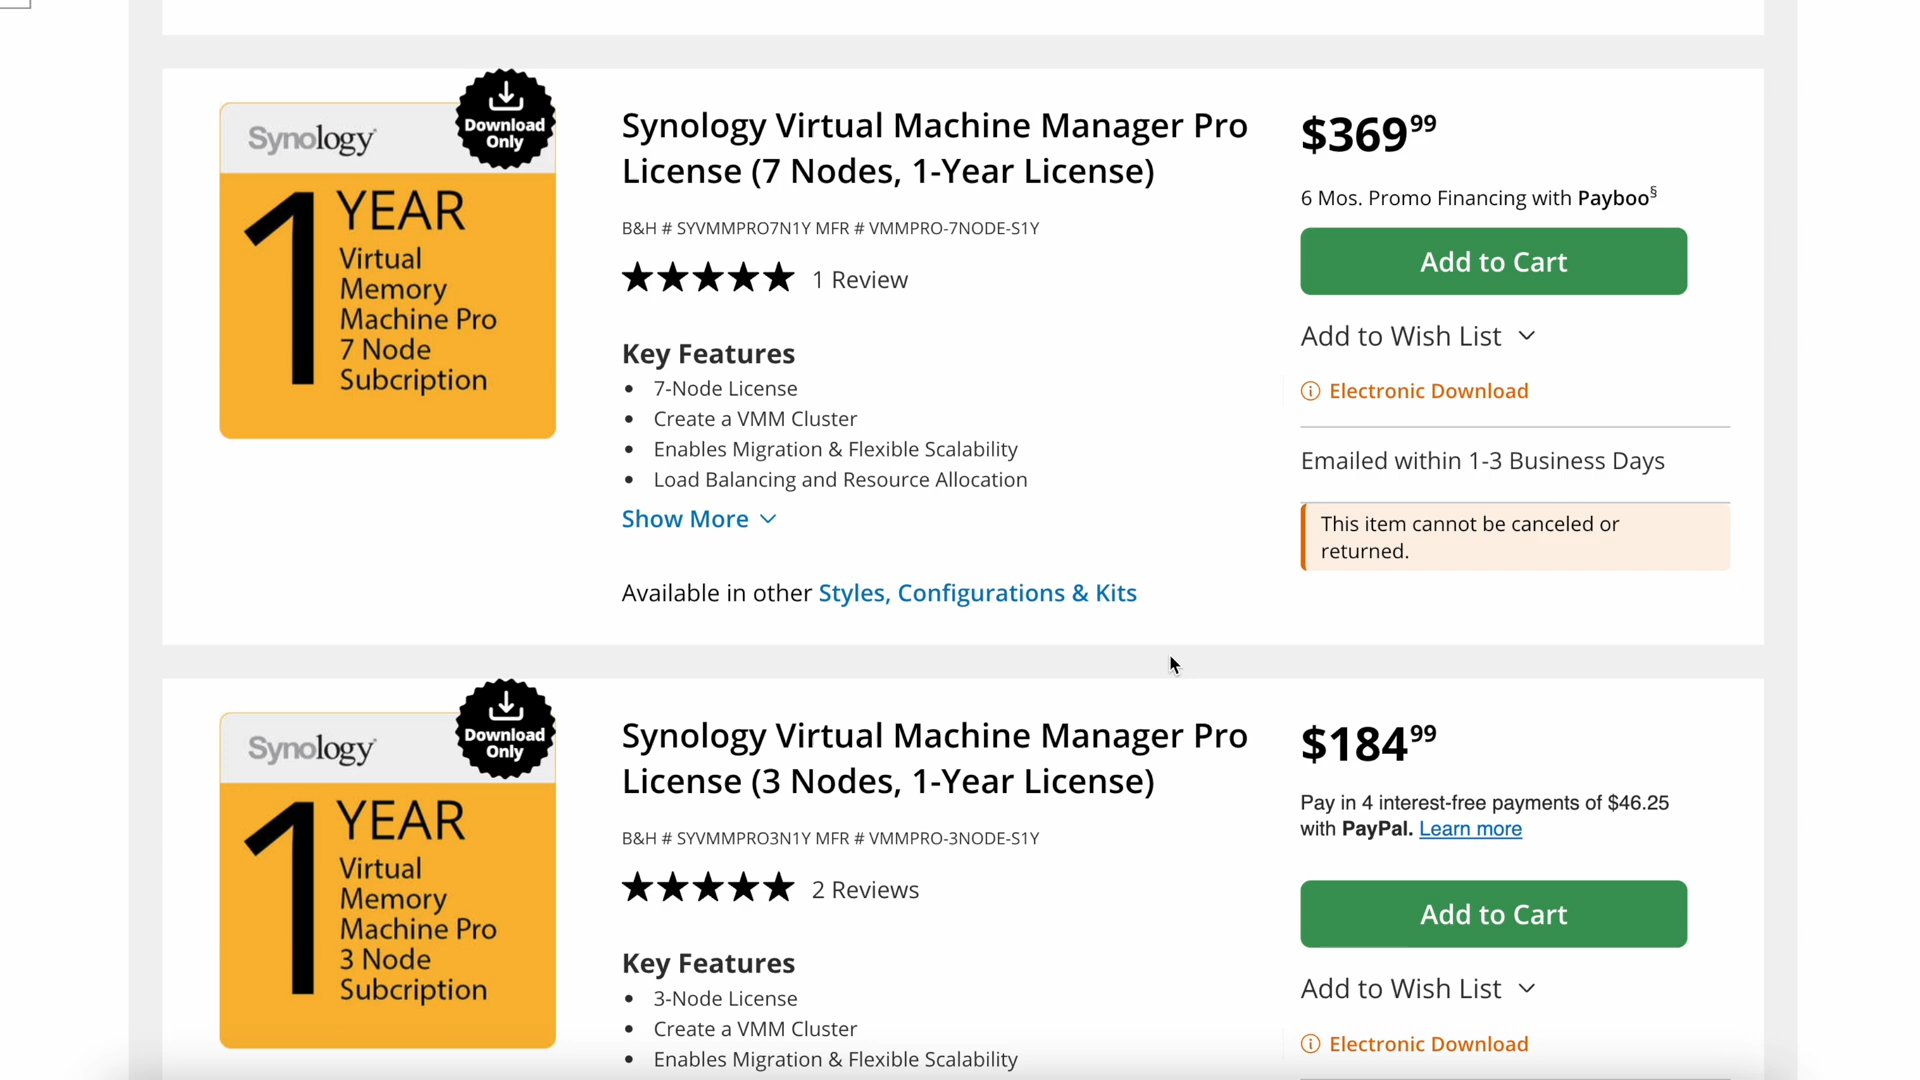 Synology
Download
Only
1
YEAR
Virtual
Memory
Machine Pro
7 Node
Subcription
Synology Virtual Machine Manager Pro
License (7 Nodes, 1-Year License)
B&H # SYVMMPRO7N1Y MFR # VMMPRO-7NODE-S1Y
1 Review
Key Features
• 7-Node License
• Create a VMM Cluster
• Enables Migration & Flexible Scalability
• Load Balancing and Resource Allocation
Show More
Available in other Styles, Configurations & Kits
$369.99
6 Mos. Promo Financing with Payboo§
Add to Cart
Add to Wish List
Electronic Download
Emailed within 1-3 Business Days
This item cannot be canceled or
returned.
Synology
Download
Only
1
YEAR
Virtual
Memory
Machine Pro
3 Node
Subcription
Synology Virtual Machine Manager Pro
License (3 Nodes, 1-Year License)
B&H # SYVMMPRO3N1Y MFR # VMMPRO-3NODE-S1Y
2 Reviews
Key Features
• 3-Node License
• Create a VMM Cluster
• Enables Migration & Flexible Scalability
$184.99
Pay in 4 interest-free payments of $46.25
with PayPal. Learn more
Add to Cart
Add to Wish List
Electronic Download